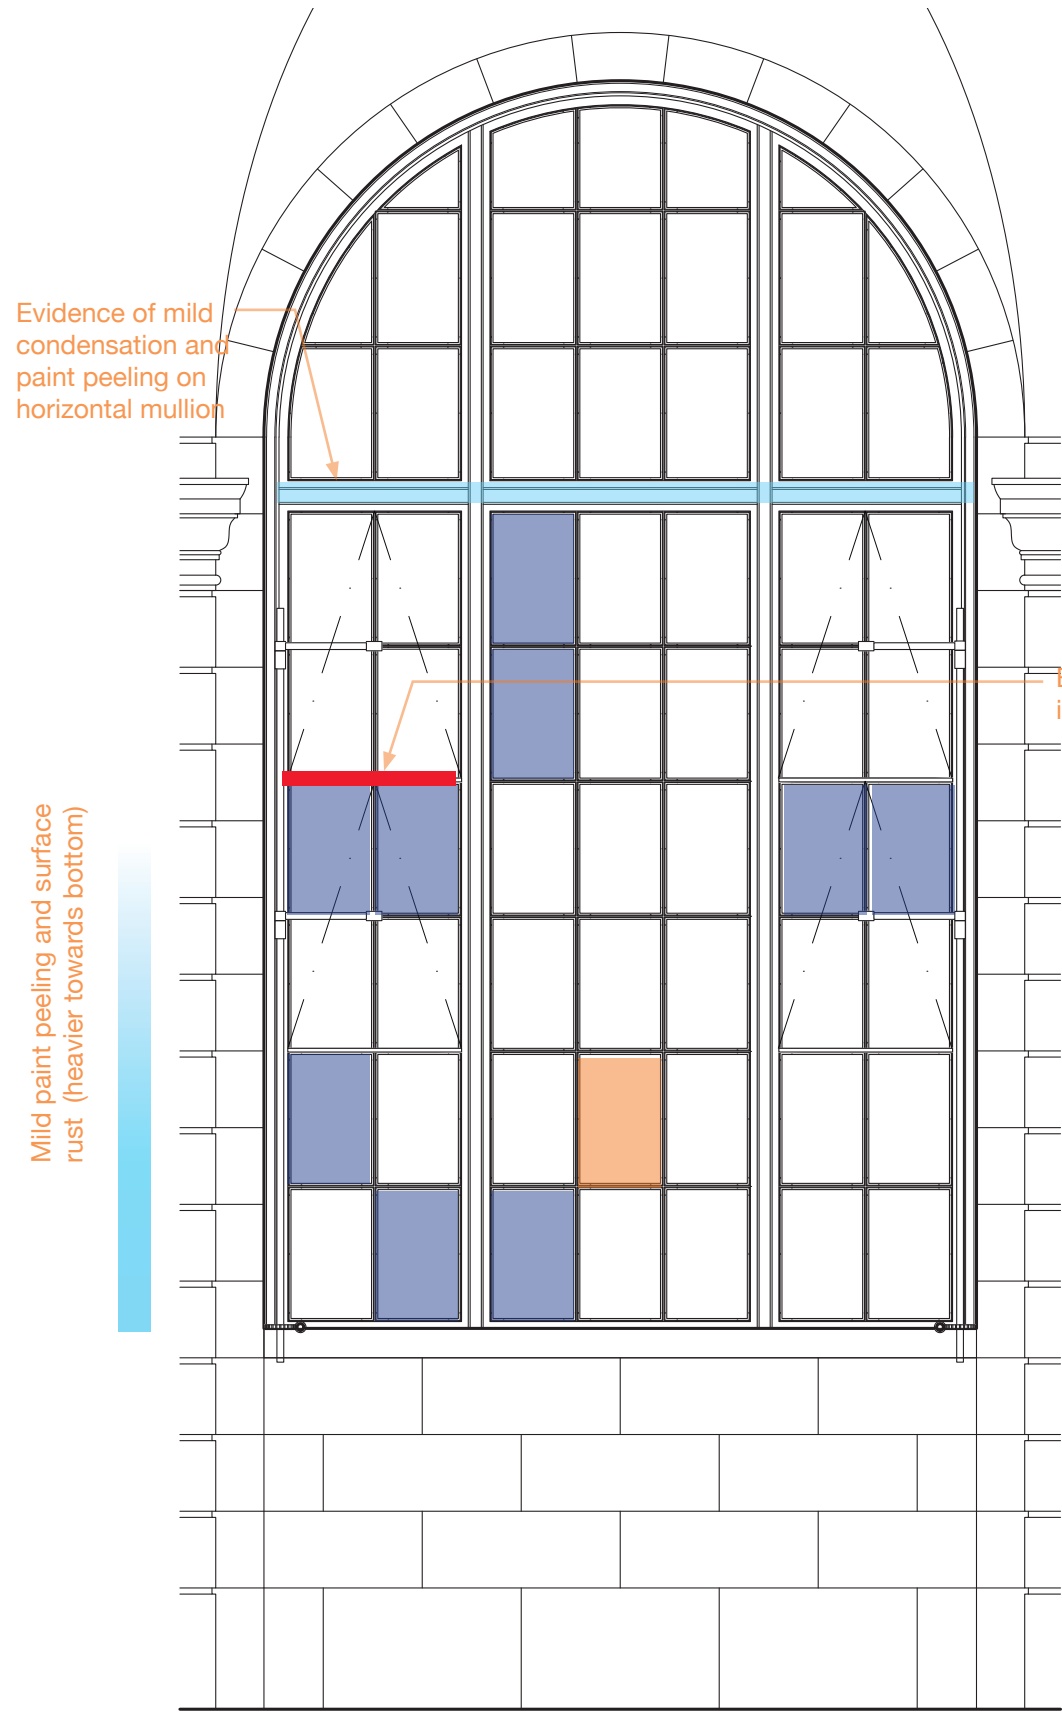 Evidence of mild
condensation and
paint peeling on
horizontal mullion
Mild paint peeling and surface
rust (heavier towards bottom)